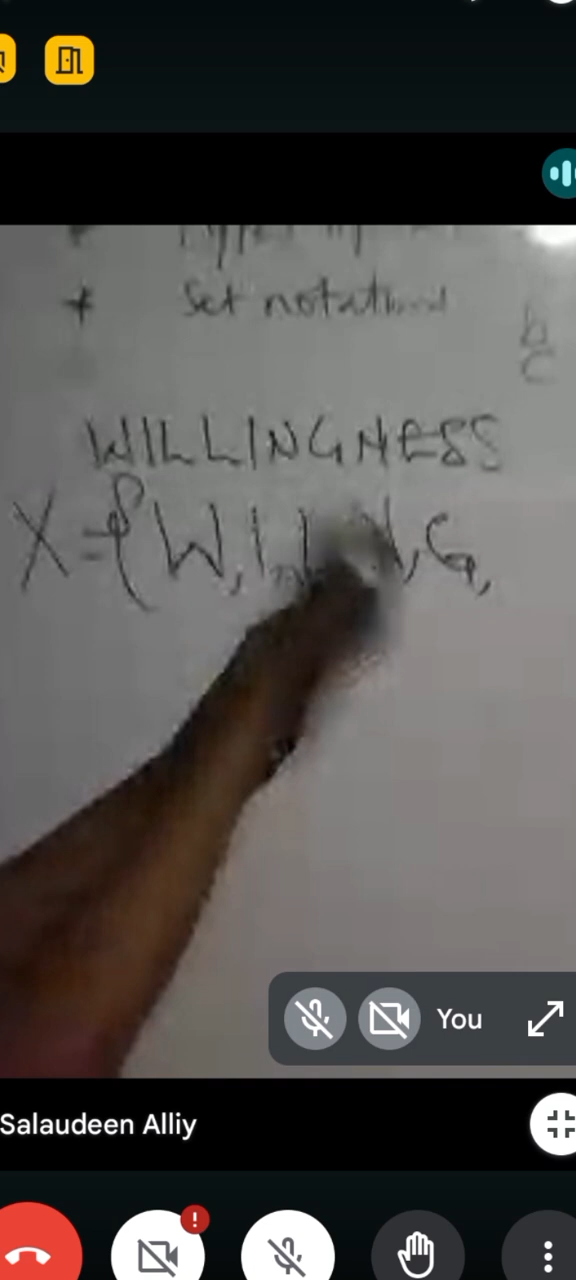 * Set notation
b
c
WILLINGNESS
X={W,I,L,N,G,
You
Salaudeen Alliy